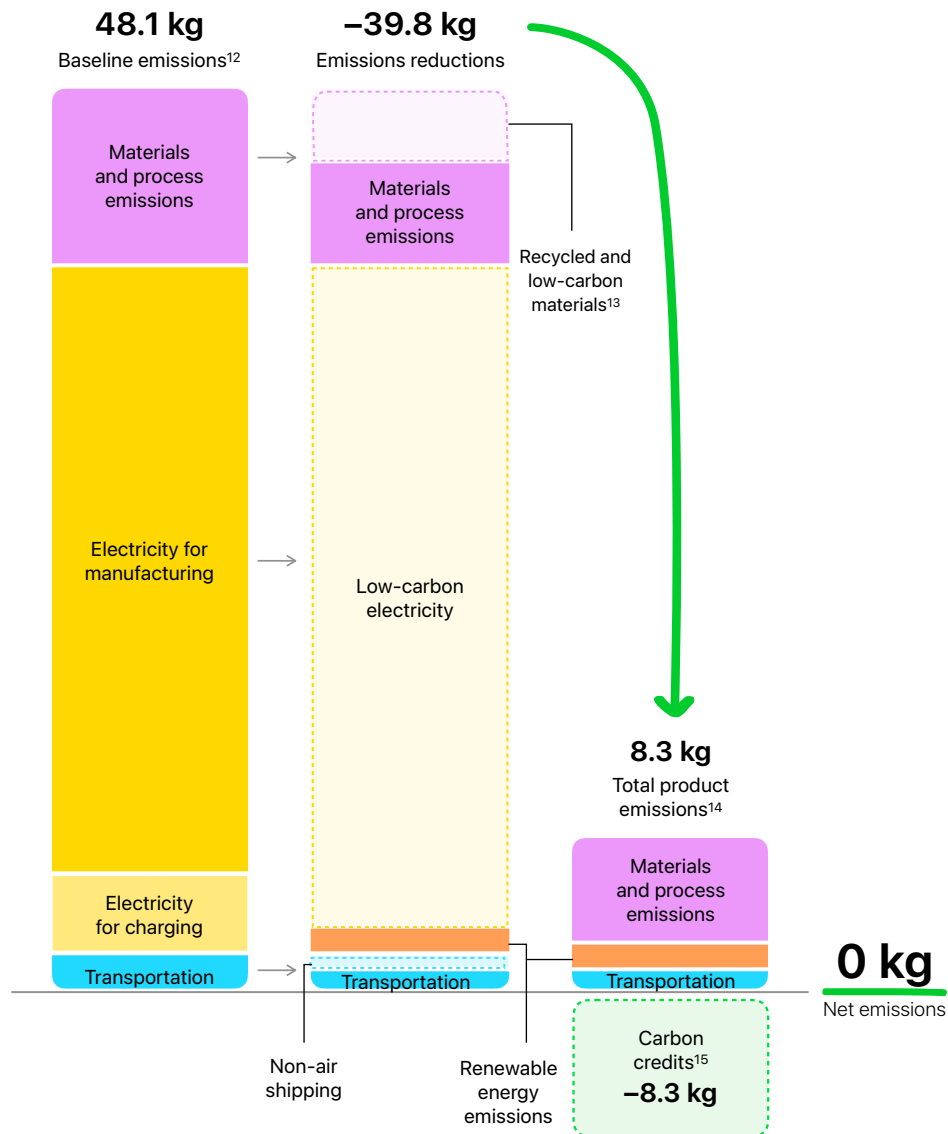 48.1 kg
Baseline emissions¹²
−39.8 kg
Emissions reductions
Materials
and process
emissions
Materials
and process
emissions
Recycled and
low-carbon
materials¹³
Electricity for
manufacturing
Low-carbon
electricity
8.3 kg
Total product
emissions¹⁴
Materials
and process
emissions
Electricity
for charging
Transportation
Transportation
Transportation
0 kg
Net emissions
Non-air
shipping
Renewable
energy
emissions
Carbon
credits¹⁵
−8.3 kg